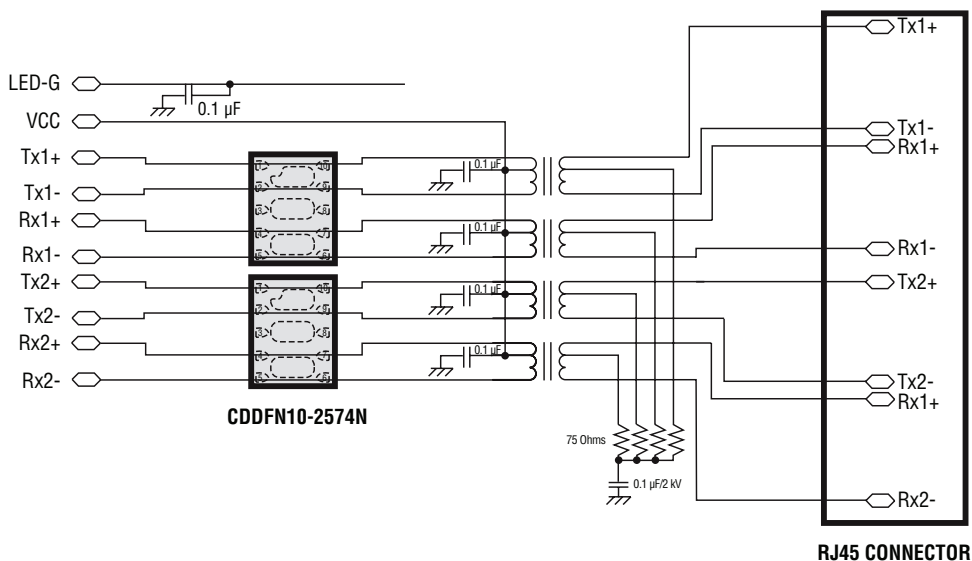 LED-G
0.1 µF
VCC
Tx1+
Tx1-
Rx1+
Rx1-
Tx2+
Tx2-
Rx2+
Rx2-
CDDFN10-2574N
0.1 µF
0.1 µF
0.1 µF
0.1 µF
75 Ohms
0.1 µF/2 kV
Tx1+
Tx1-
Rx1+
Rx1-
Tx2+
Tx2-
Rx1+
Rx2-
RJ45 CONNECTOR